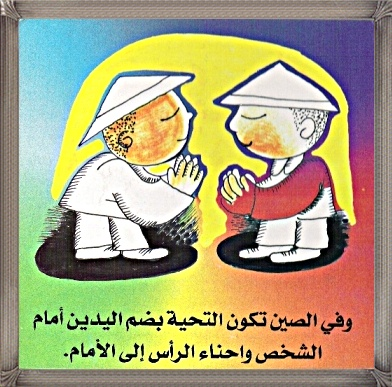 وفي الصين تكون التحية بضم اليدين أمام
الشخص واحناء الرأس إلى الأمام.